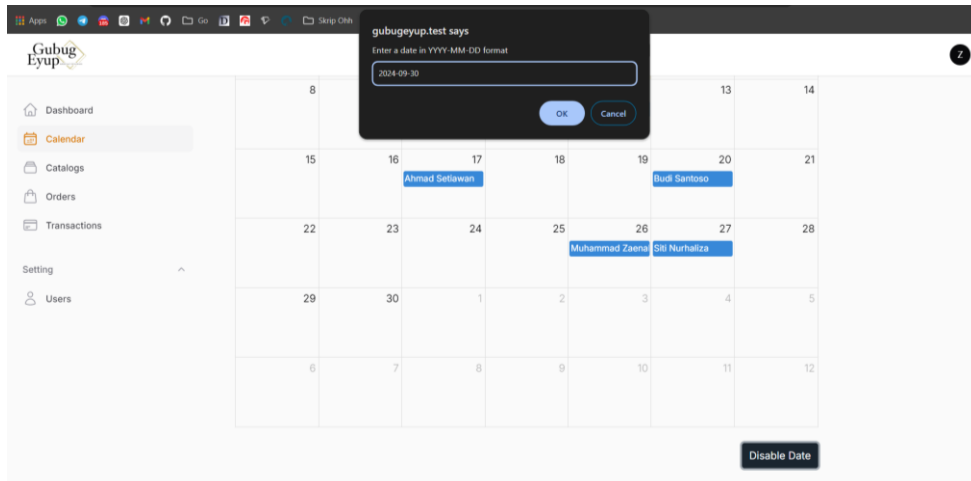 Apps
Go
Skrip Ohh
gubugeyup.test says
Enter a date in YYYY-MM-DD format
2024-09-30
OK
Cancel
Gubug
Eyup
Z
Dashboard
Calendar
Catalogs
Orders
Transactions
Setting
Users
8
13
14
15
16
17
18
19
20
21
Ahmad Setiawan
Budi Santoso
22
23
24
25
26
27
28
Muhammad Zaenal
Siti Nurhaliza
29
30
1
2
3
4
5
6
7
8
9
10
11
12
Disable Date